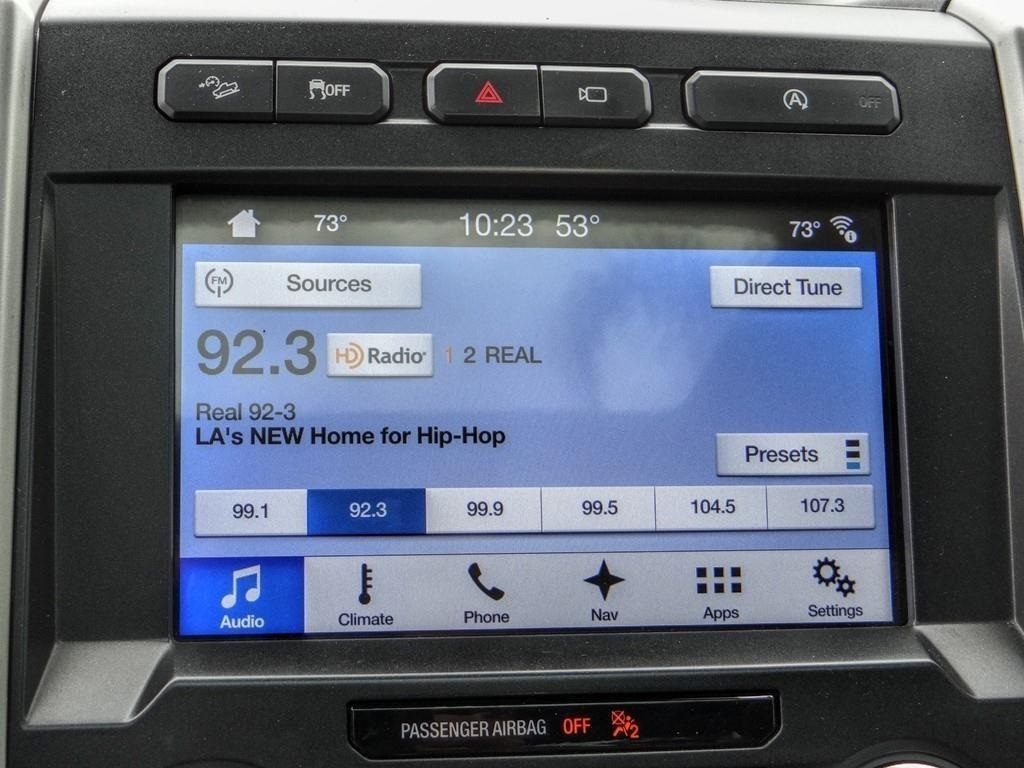 OFF A OFF
73° 10:23 53° 73°
FM Sources Direct Tune
92.3 HD Radio 1 2 REAL
Real 92-3
LA's NEW Home for Hip-Hop
Presets
99.1 92.3 99.9 99.5 104.5 107.3
Audio Climate Phone Nav Apps Settings
PASSENGER AIRBAG OFF 2